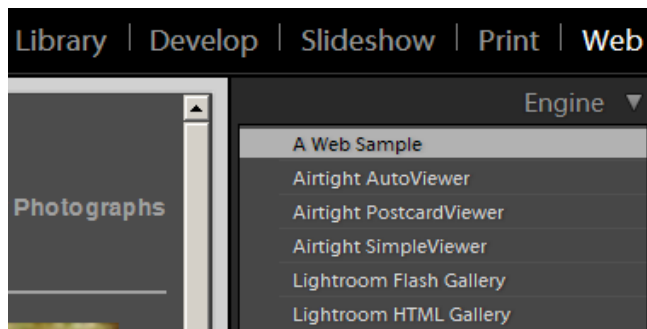 Library | Develop | Slideshow | Print | Web
Engine ▼
A Web Sample
Airtight AutoViewer
Photographs
Airtight PostcardViewer
Airtight SimpleViewer
Lightroom Flash Gallery
Lightroom HTML Gallery